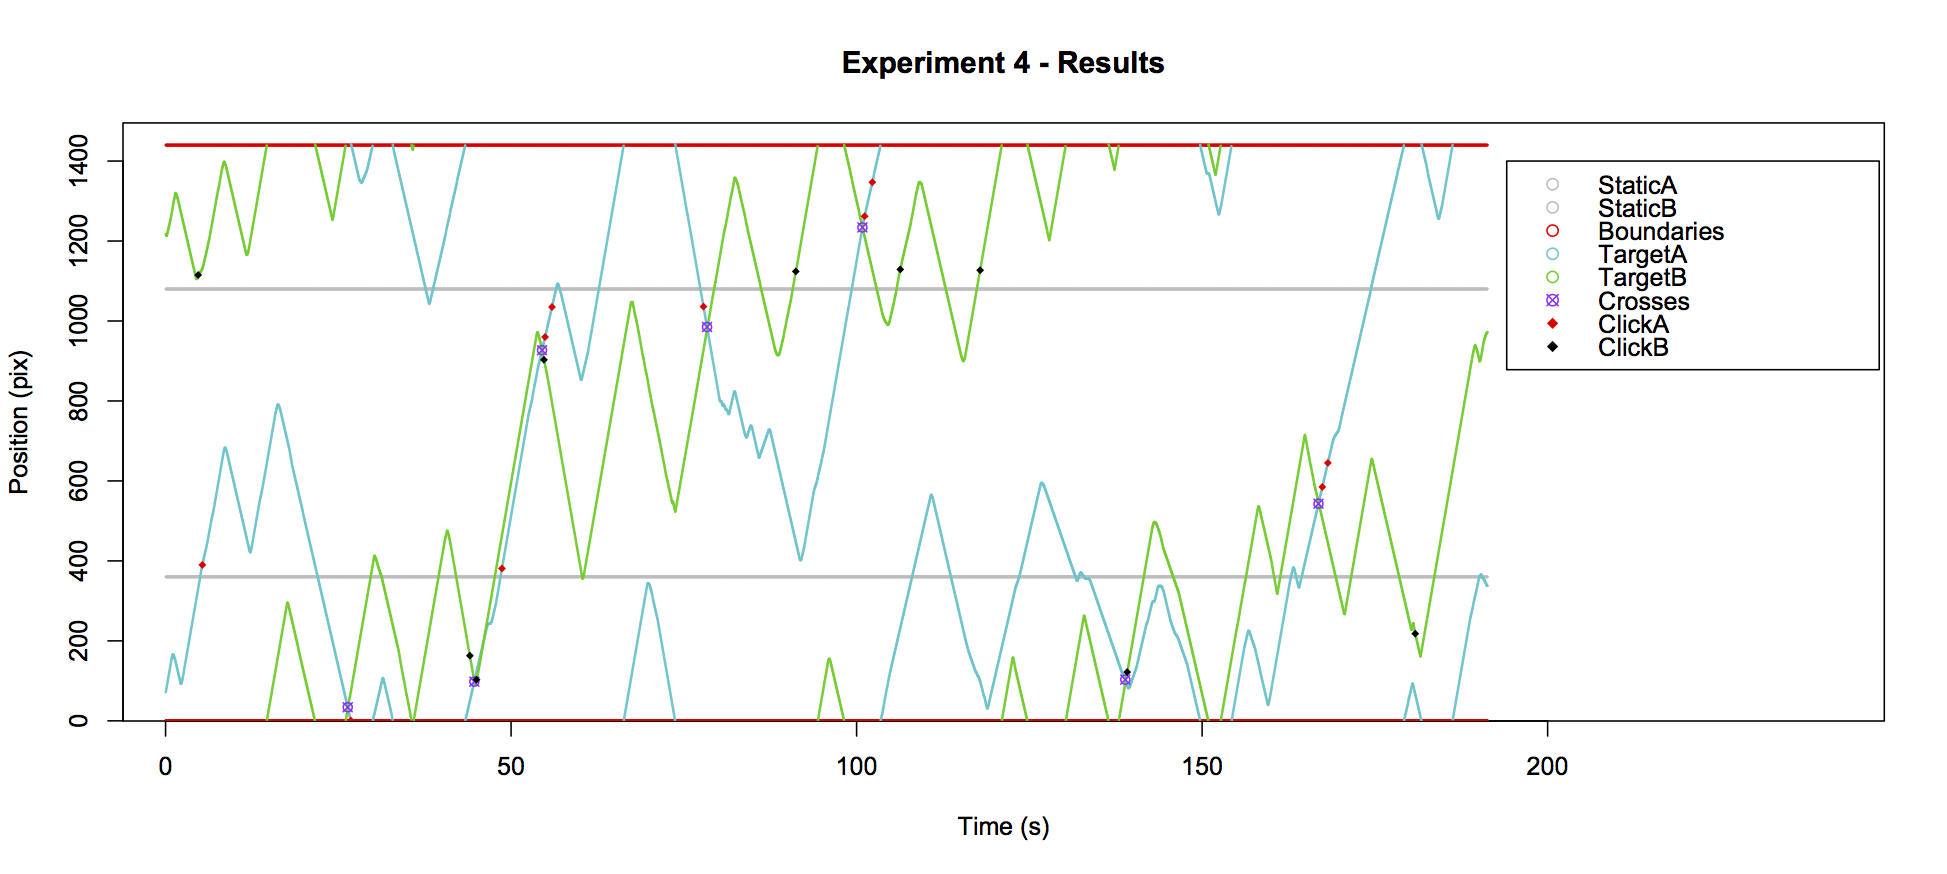 Experiment 4 - Results
Position (pix)
1400
1200
1000
800
600
400
200
0
StaticA
StaticB
Boundaries
TargetA
TargetB
Crosses
ClickA
ClickB
0 50 100 150 200
Time (s)